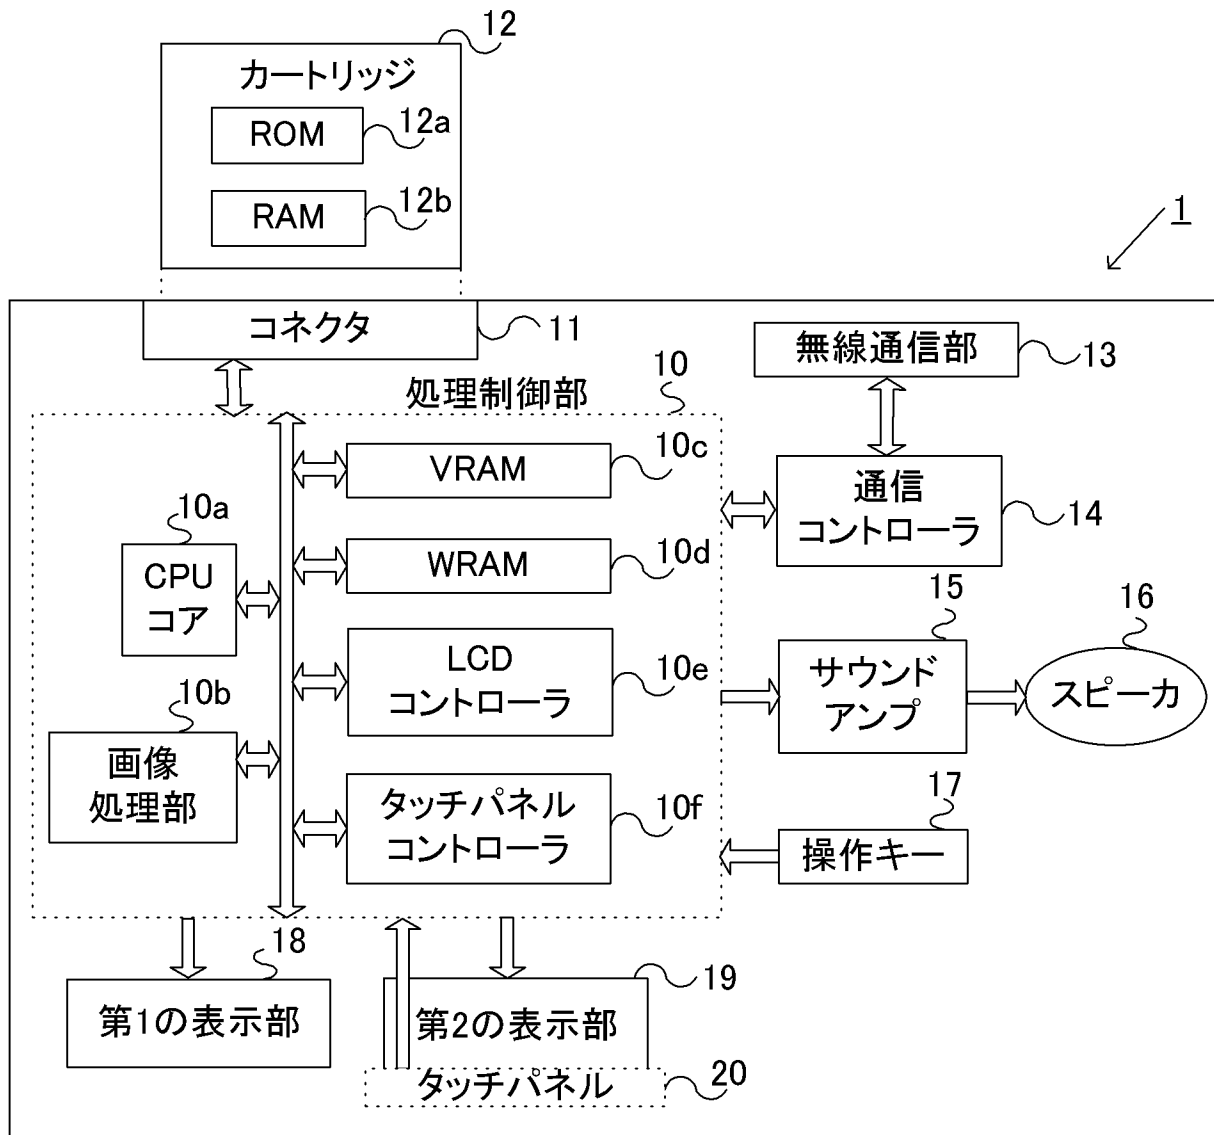 12
カートリッジ
ROM
12a
RAM
12b
1
コネクタ
11
無線通信部
13
処理制御部
10
VRAM
10c
通信
コントローラ
14
10a
CPU
コア
WRAM
10d
15
サウンド
アンプ
16
スピーカ
LCD
コントローラ
10e
10b
画像
処理部
タッチパネル
コントローラ
10f
17
操作キー
18
第1の表示部
19
第2の表示部
タッチパネル
20